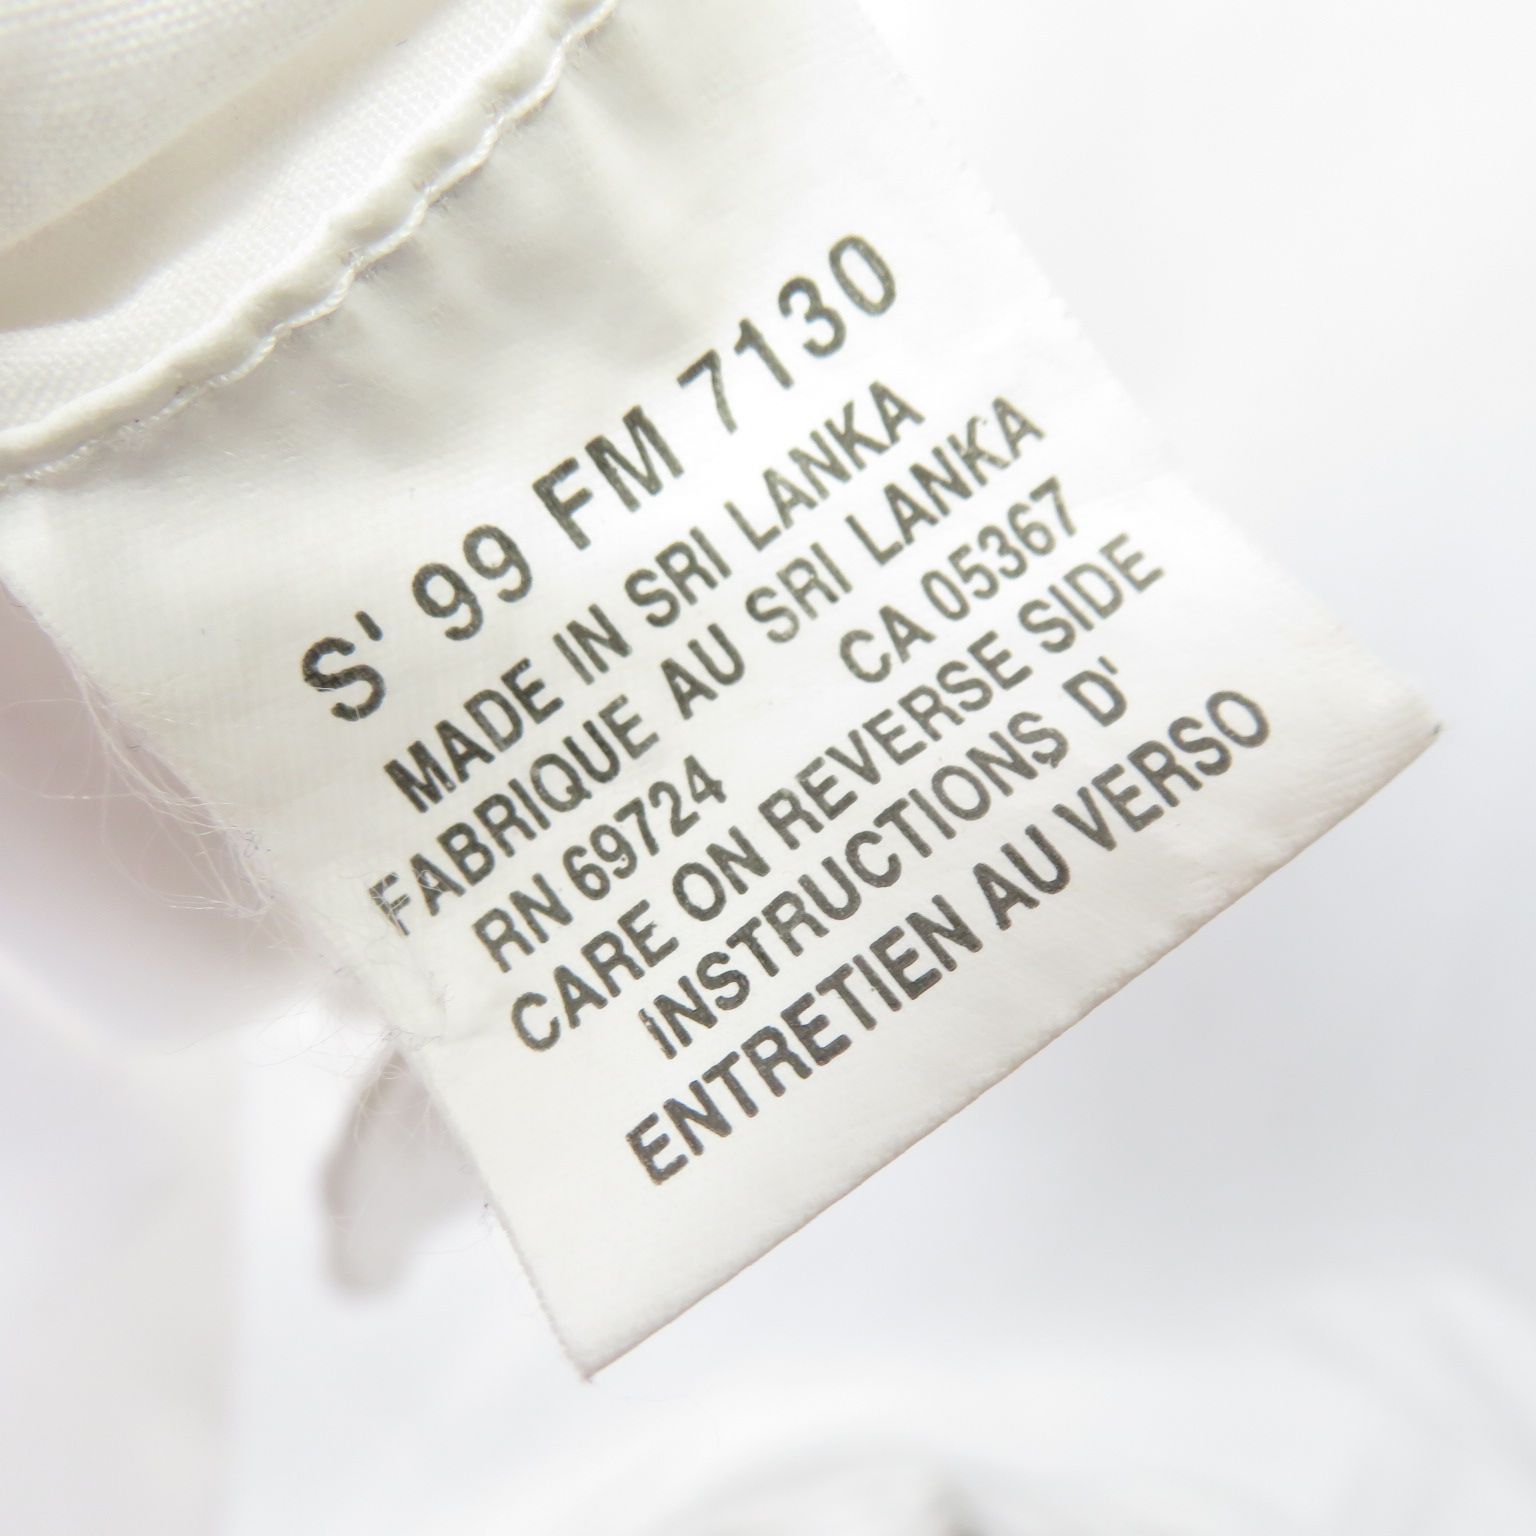 S' 99 FM 7130
MADE IN SRI LANKA
FABRIQUE AU SRI LANKA
RN 69724 CA 05367
CARE ON REVERSE SIDE
INSTRUCTIONS D'
ENTRETIEN AU VERSO